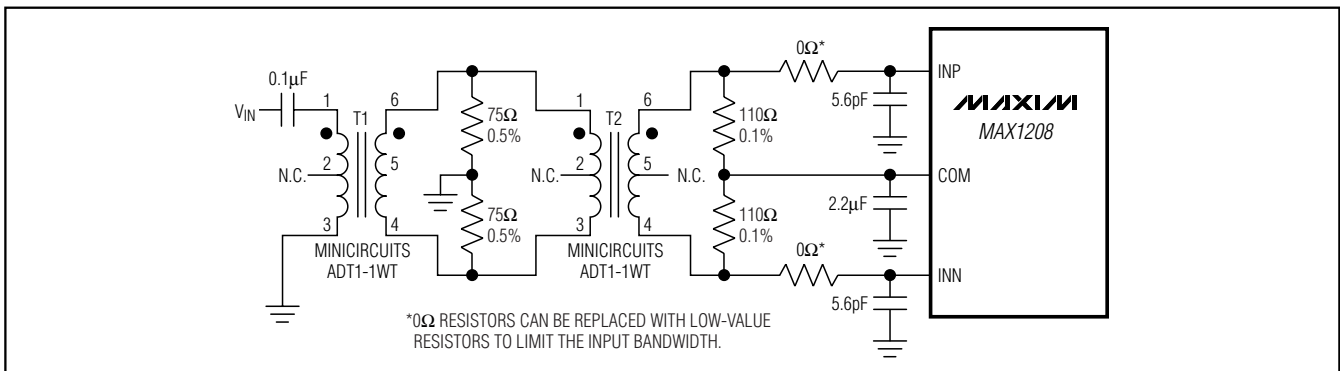 0.1μF
V_IN
1
6
T1
2
5
N.C.
3
4
MINICIRCUITS
ADT1-1WT
75Ω
0.5%
75Ω
0.5%
1
6
T2
2
5
N.C.
N.C.
3
4
MINICIRCUITS
ADT1-1WT
110Ω
0.1%
110Ω
0.1%
0Ω*
5.6pF
2.2μF
0Ω*
5.6pF
INP
MAXIM
MAX1208
COM
INN
*0Ω RESISTORS CAN BE REPLACED WITH LOW-VALUE
RESISTORS TO LIMIT THE INPUT BANDWIDTH.